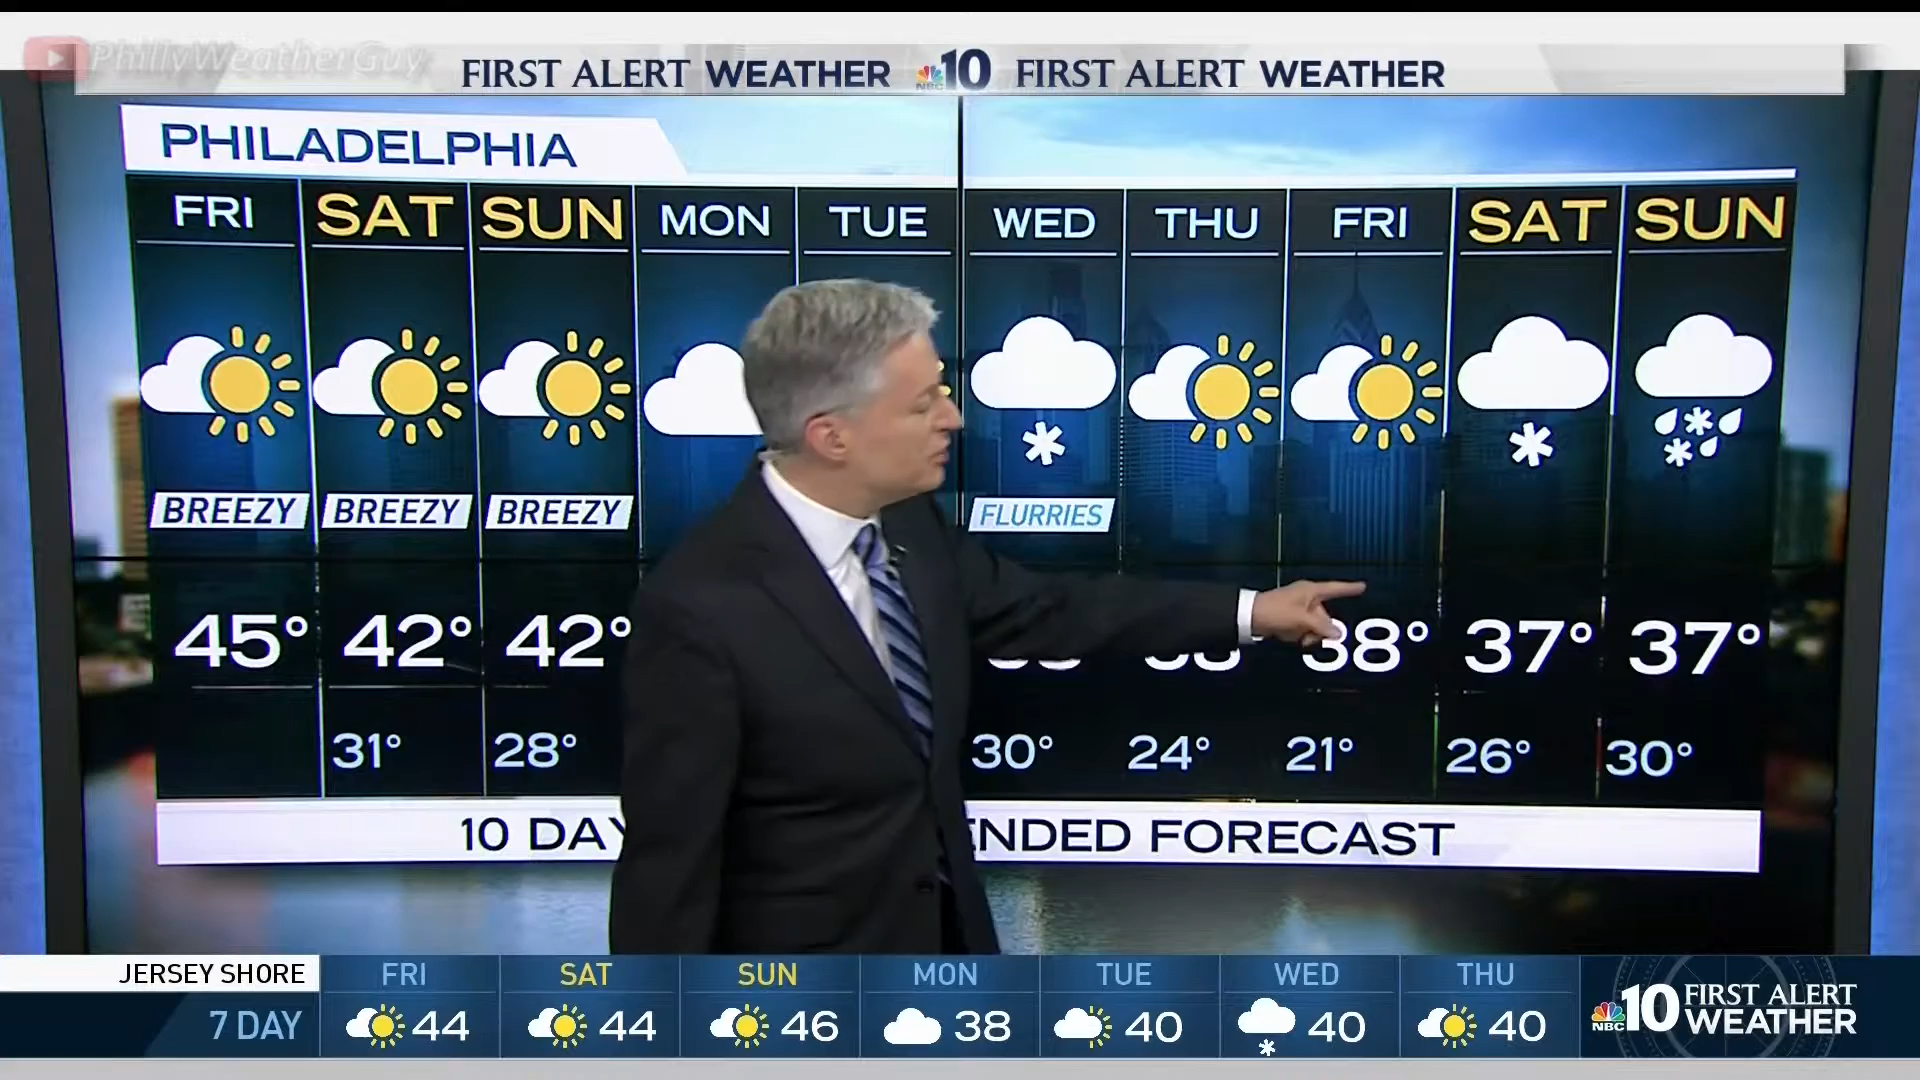 PhillyWeatherGuy
FIRST ALERT WEATHER NBC 10 FIRST ALERT WEATHER
PHILADELPHIA
FRI SAT SUN MON TUE WED THU FRI SAT SUN
BREEZY BREEZY BREEZY FLURRIES
45° 42° 42° 38° 37° 37°
31° 28° 30° 24° 21° 26° 30°
10 DAY ENDED FORECAST
JERSEY SHORE FRI SAT SUN MON TUE WED THU
7 DAY 44 44 46 38 40 40 40
NBC 10 FIRST ALERT
WEATHER